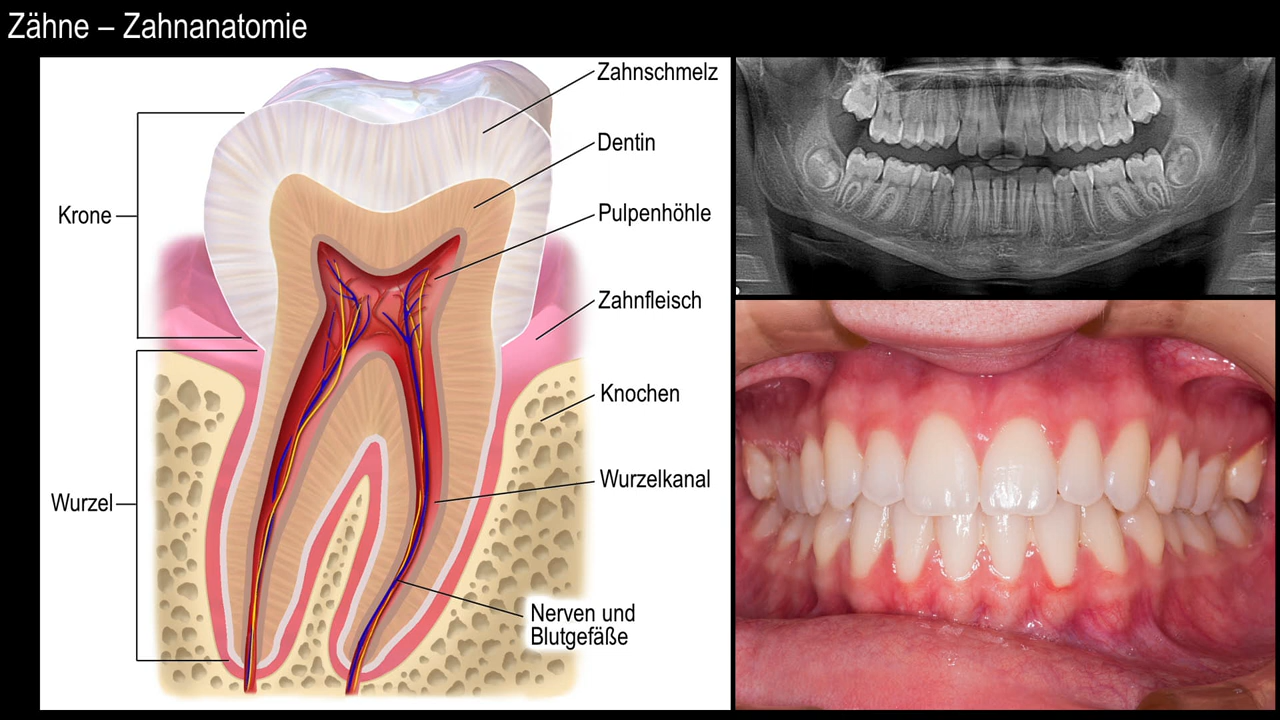 Zähne – Zahnanatomie
Zahnschmelz
Dentin
Krone
Pulpenhöhle
Zahnfleisch
Knochen
Wurzel
Wurzelkanal
Nerven und
Blutgefäße